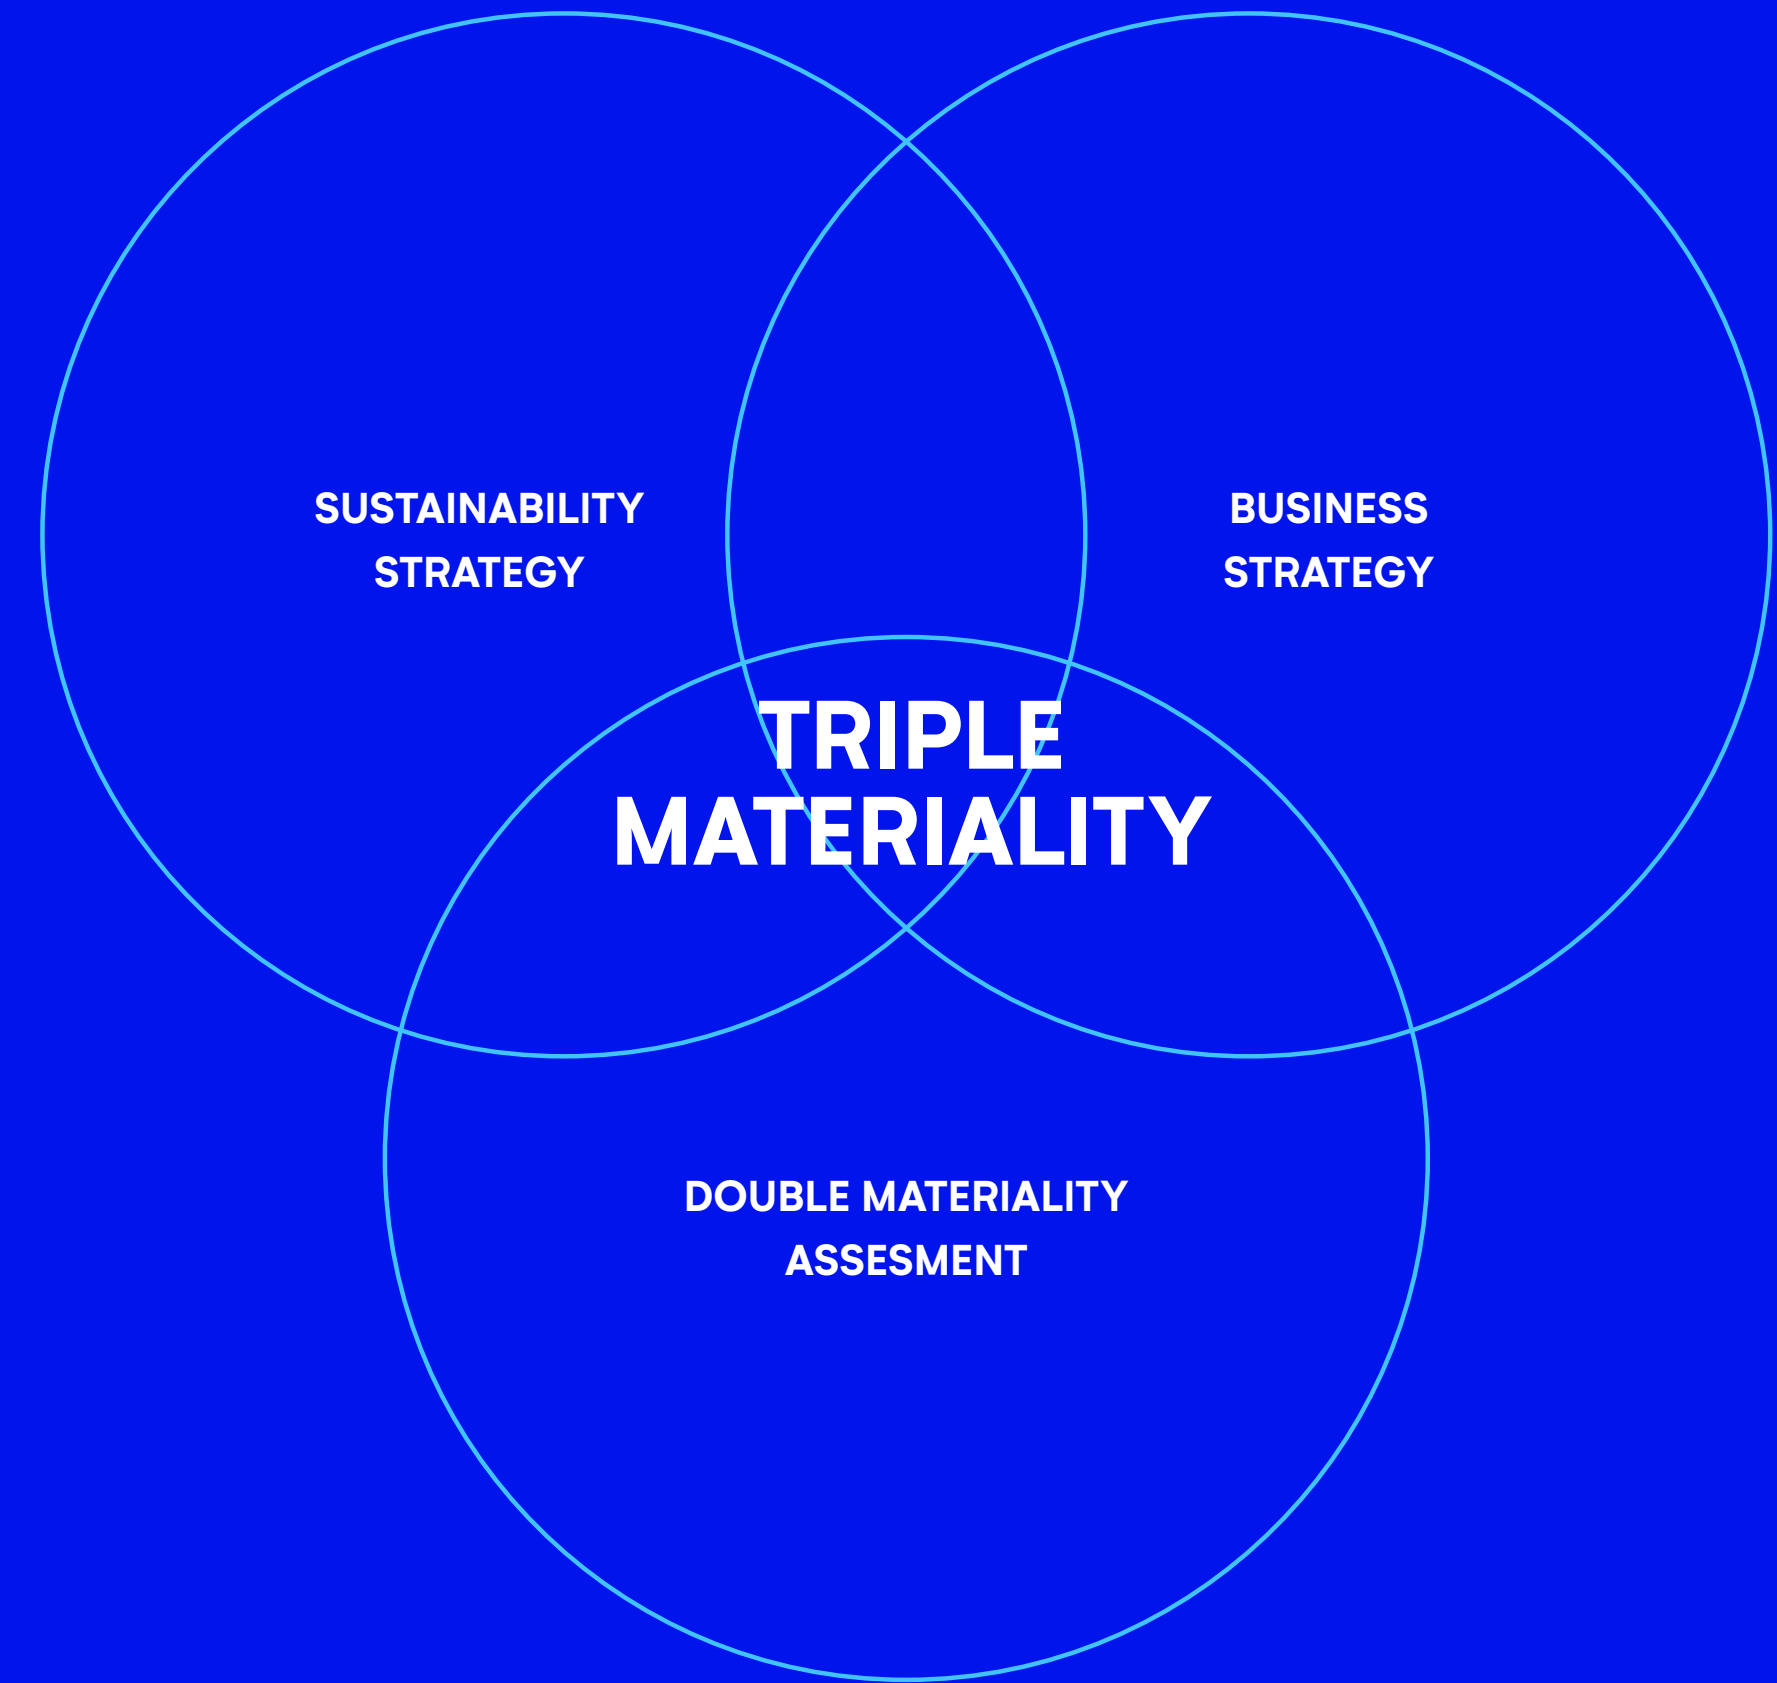 SUSTAINABILITY
STRATEGY
BUSINESS
STRATEGY
TRIPLE
MATERIALITY
DOUBLE MATERIALITY
ASSESMENT